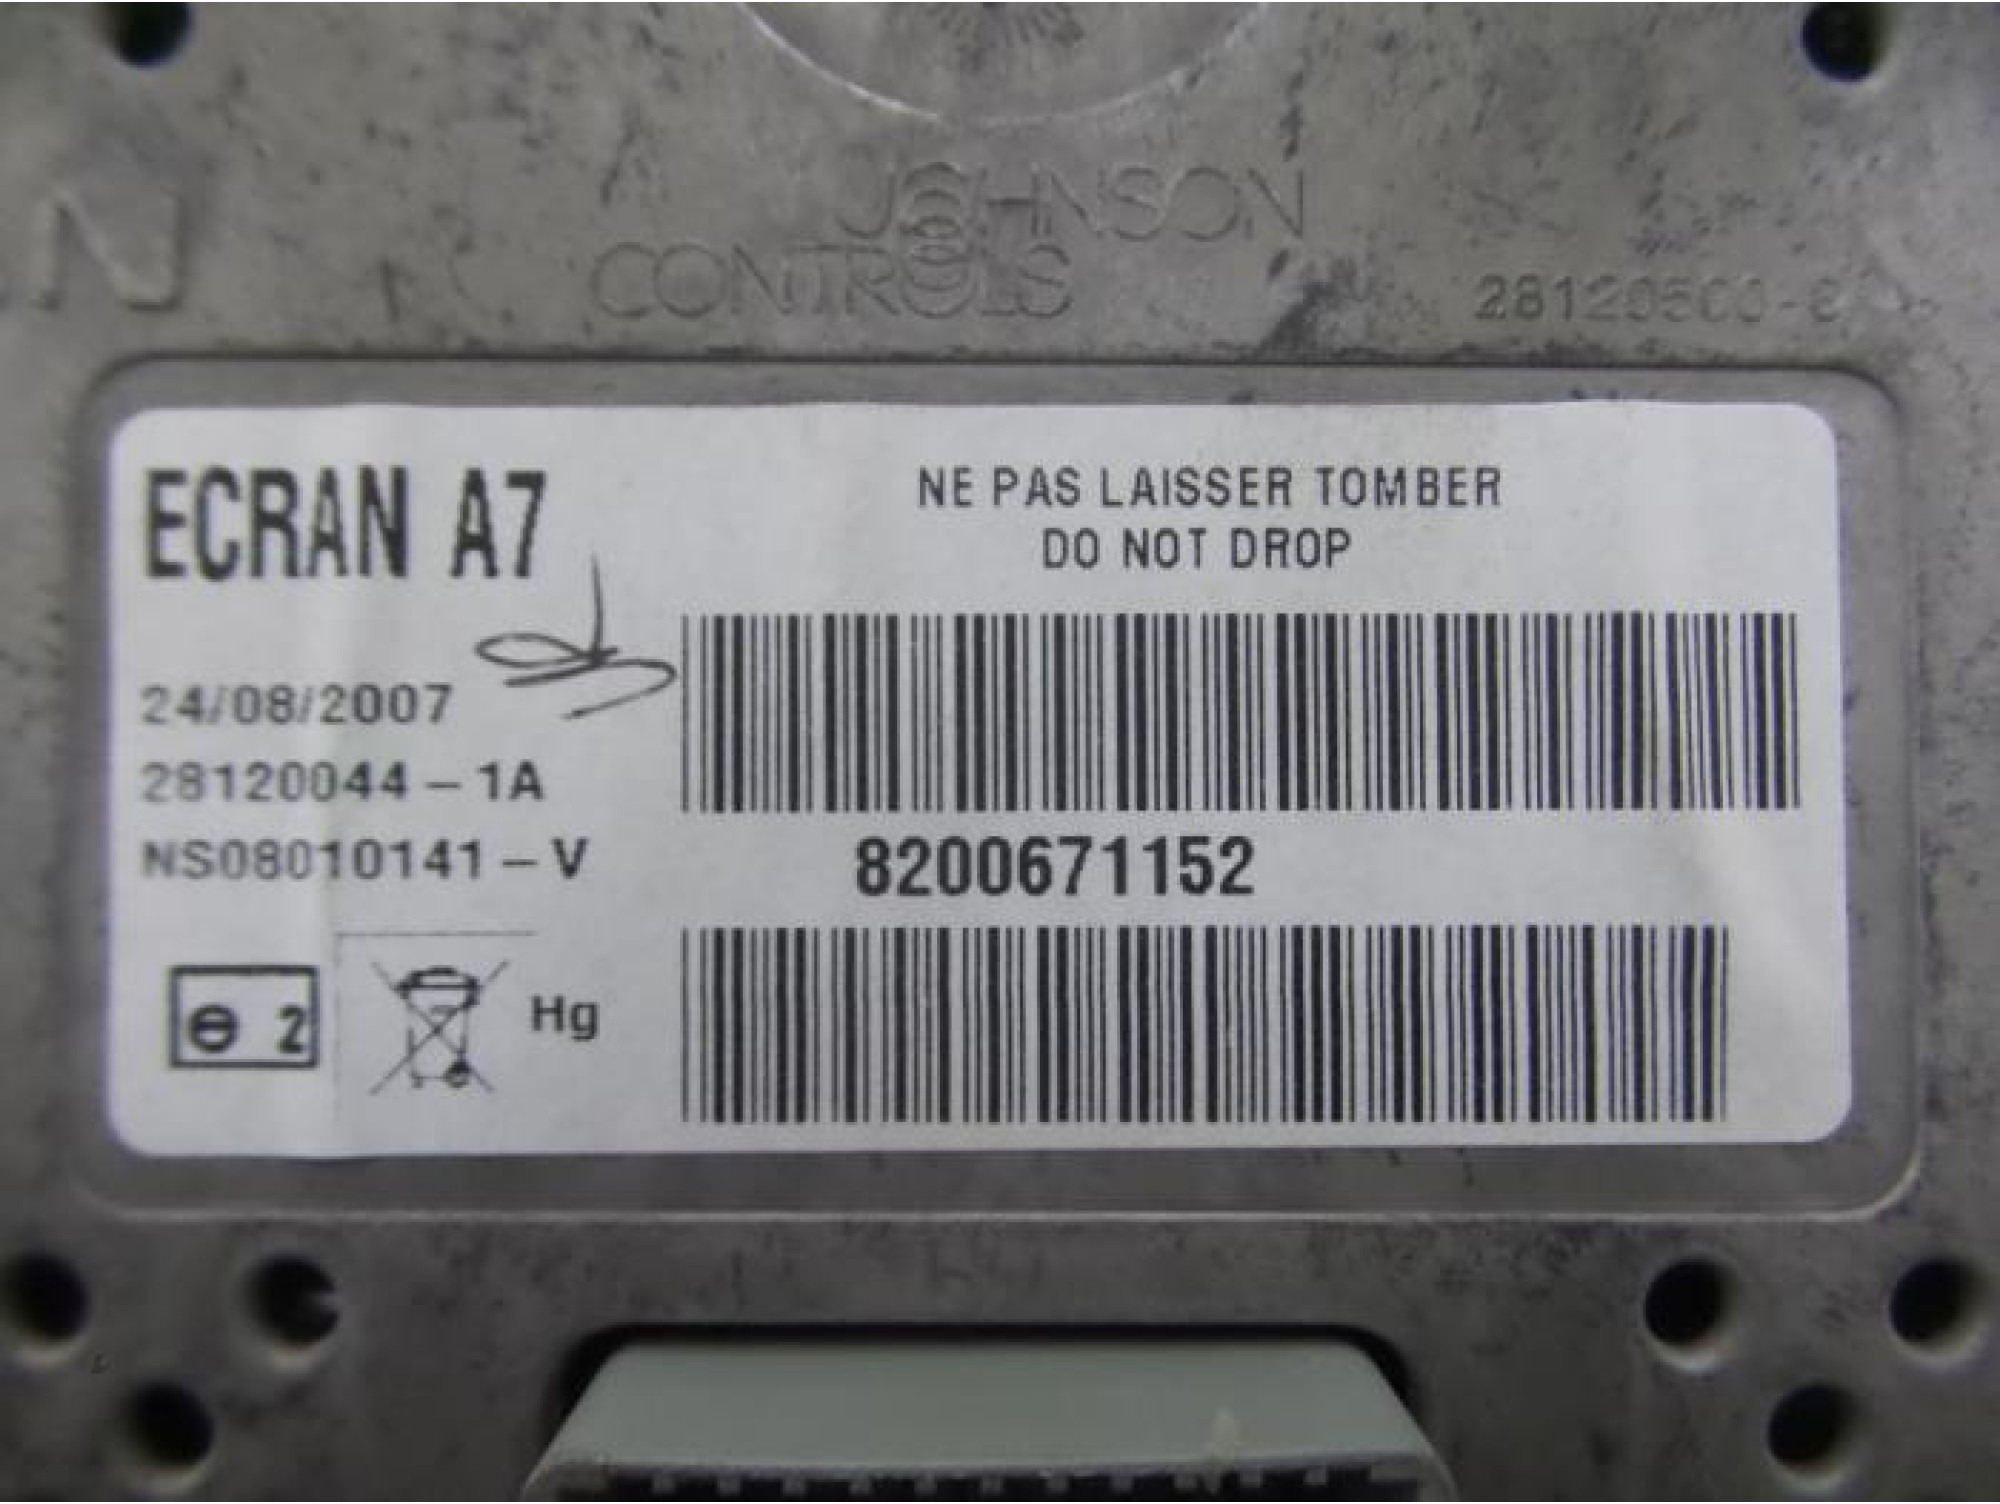 JOHNSON
CONTROLS
ECRAN A7
NE PAS LAISSER TOMBER
DO NOT DROP
24/08/2007
28120044-1A
NS08010141-V
8200671152
2
Hg